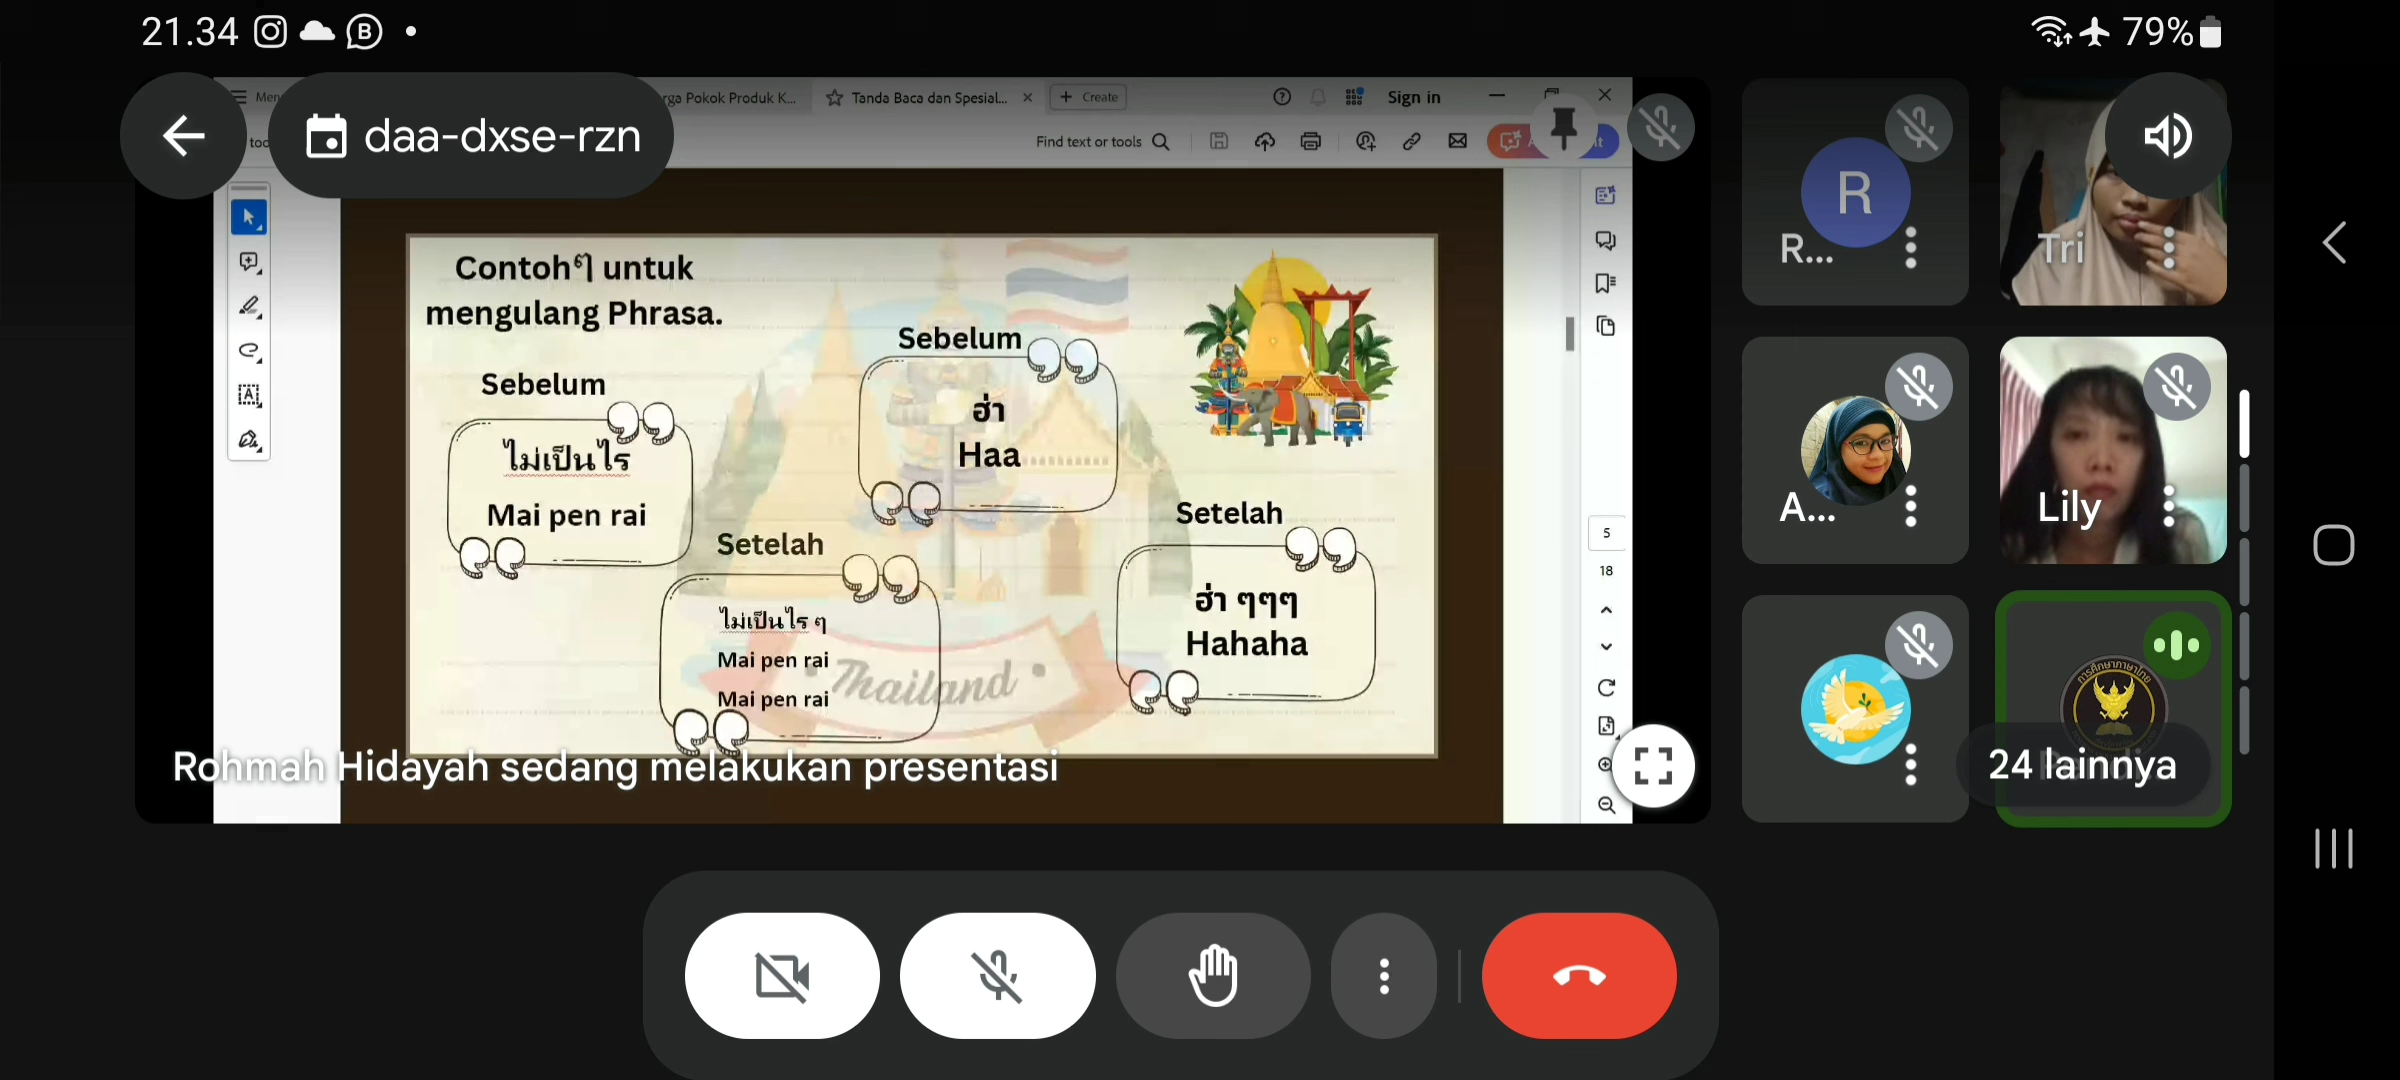 21.34
79%
daa-dxse-rzn
rga Pokok Produk K...
Tanda Baca dan Spesial...
Create
Sign in
Find text or tools
Contoh ๆ untuk
mengulang Phrasa.
Sebelum
ไม่เป็นไร
Mai pen rai
Setelah
ไม่เป็นไร ๆ
Mai pen rai
Mai pen rai
Sebelum
ฮ่า
Haa
Setelah
ฮ่า ๆๆๆ
Hahaha
Thailand
5
18
Rohmah Hidayah sedang melakukan presentasi
R
R...
Tri
A...
Lily
24 lainnya